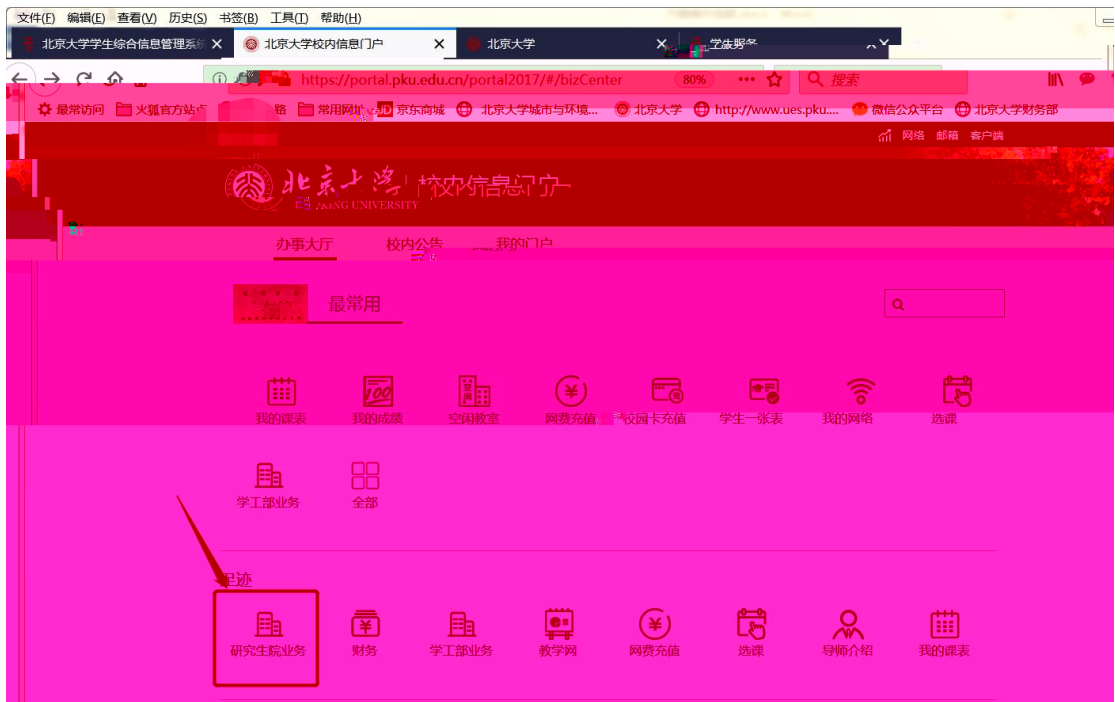 文件(F) 编辑(E) 查看(V) 历史(S) 书签(B) 工具(T) 帮助(H)
北京大学学生综合信息管理系统 × 北京大学校内信息门户 × 北京大学 × ×
https://portal.pku.edu.cn/portal2017/#/bizCenter 80% ••• 搜索
最常访问 火狐官方站点 常用网址 JD 京东商城 北京大学城市与环境... 北京大学 http://www.ues.pku.... 微信公众平台 北京大学财务部
网络 邮箱 客户端
北京大学 校内信息门户
UNIVERSITY
办事大厅 校内公告 我的门户
最常用
我的课表 我的成绩 空闲教室 网费充值 校园卡充值 学生一张表 我的网络 选课
学工部业务 全部
足迹
研究生院业务 财务 学工部业务 教学网 网费充值 选课 导师介绍 我的课表